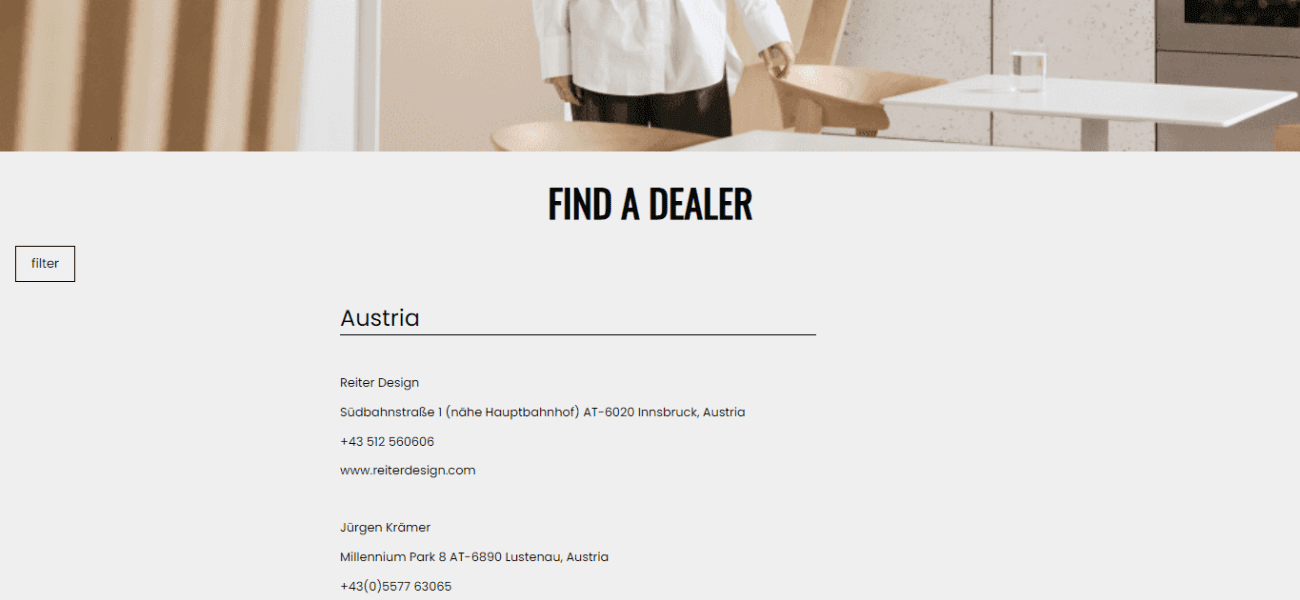 FIND A DEALER
filter
Austria
Reiter Design
Südbahnstraße 1 (nähe Hauptbahnhof) AT-6020 Innsbruck, Austria
+43 512 560606
www.reiterdesign.com
Jürgen Krämer
Millennium Park 8 AT-6890 Lustenau, Austria
+43(0)5577 63065